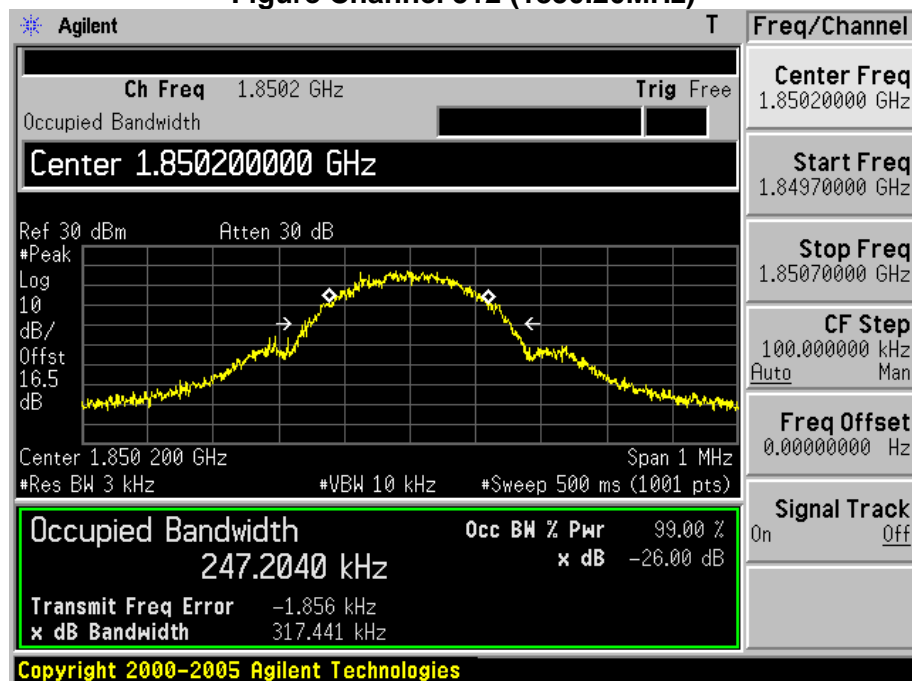 Agilent T Freq/Channel
Ch Freq 1.8502 GHz Trig Free
Occupied Bandwidth
Center 1.850200000 GHz
Ref 30 dBm Atten 30 dB
#Peak
Log
10
dB/
Offst
16.5
dB
Center 1.850 200 GHz Span 1 MHz
#Res BW 3 kHz #VBW 10 kHz #Sweep 500 ms (1001 pts)
Occupied Bandwidth Occ BW % Pwr 99.00 %
247.2040 kHz x dB -26.00 dB
Transmit Freq Error -1.856 kHz
x dB Bandwidth 317.441 kHz
Center Freq
1.85020000 GHz
Start Freq
1.84970000 GHz
Stop Freq
1.85070000 GHz
CF Step
100.000000 kHz
Auto Man
Freq Offset
0.00000000 Hz
Signal Track
On Off
Copyright 2000-2005 Agilent Technologies